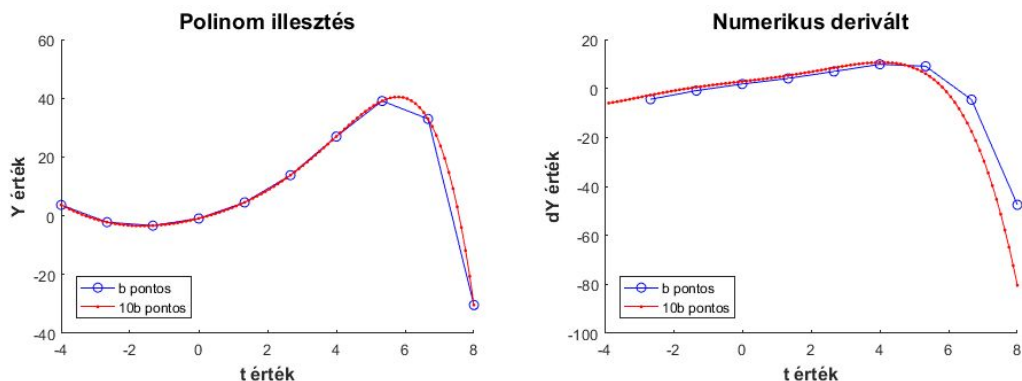 Polinom illesztés
60
40
20
0
-20
-40
-4
-2
0
2
4
6
8
Y érték
t érték
b pontos
10b pontos
Numerikus derivált
20
0
-20
-40
-60
-80
-100
-4
-2
0
2
4
6
8
dY érték
t érték
b pontos
10b pontos